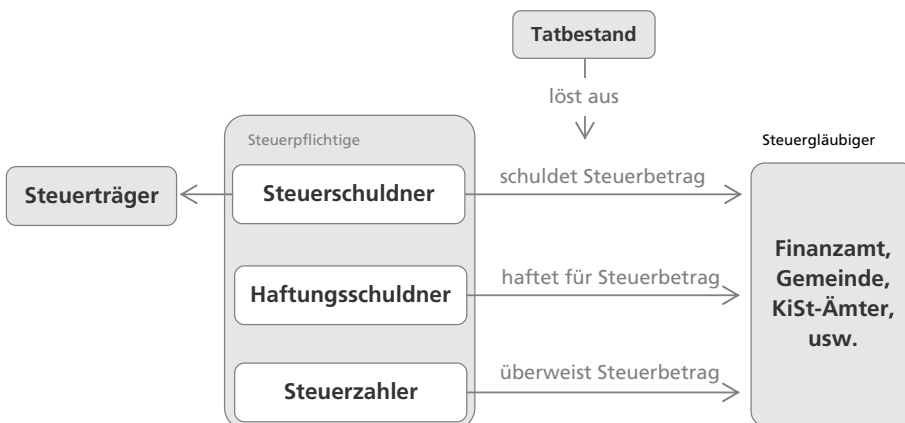 Tatbestand
löst aus
Steuerpflichtige
Steuergläubiger
Steuerträger
Steuerschuldner
schuldet Steuerbetrag
Haftungsschuldner
haftet für Steuerbetrag
Steuerzahler
überweist Steuerbetrag
Finanzamt,
Gemeinde,
KiSt-Ämter,
usw.